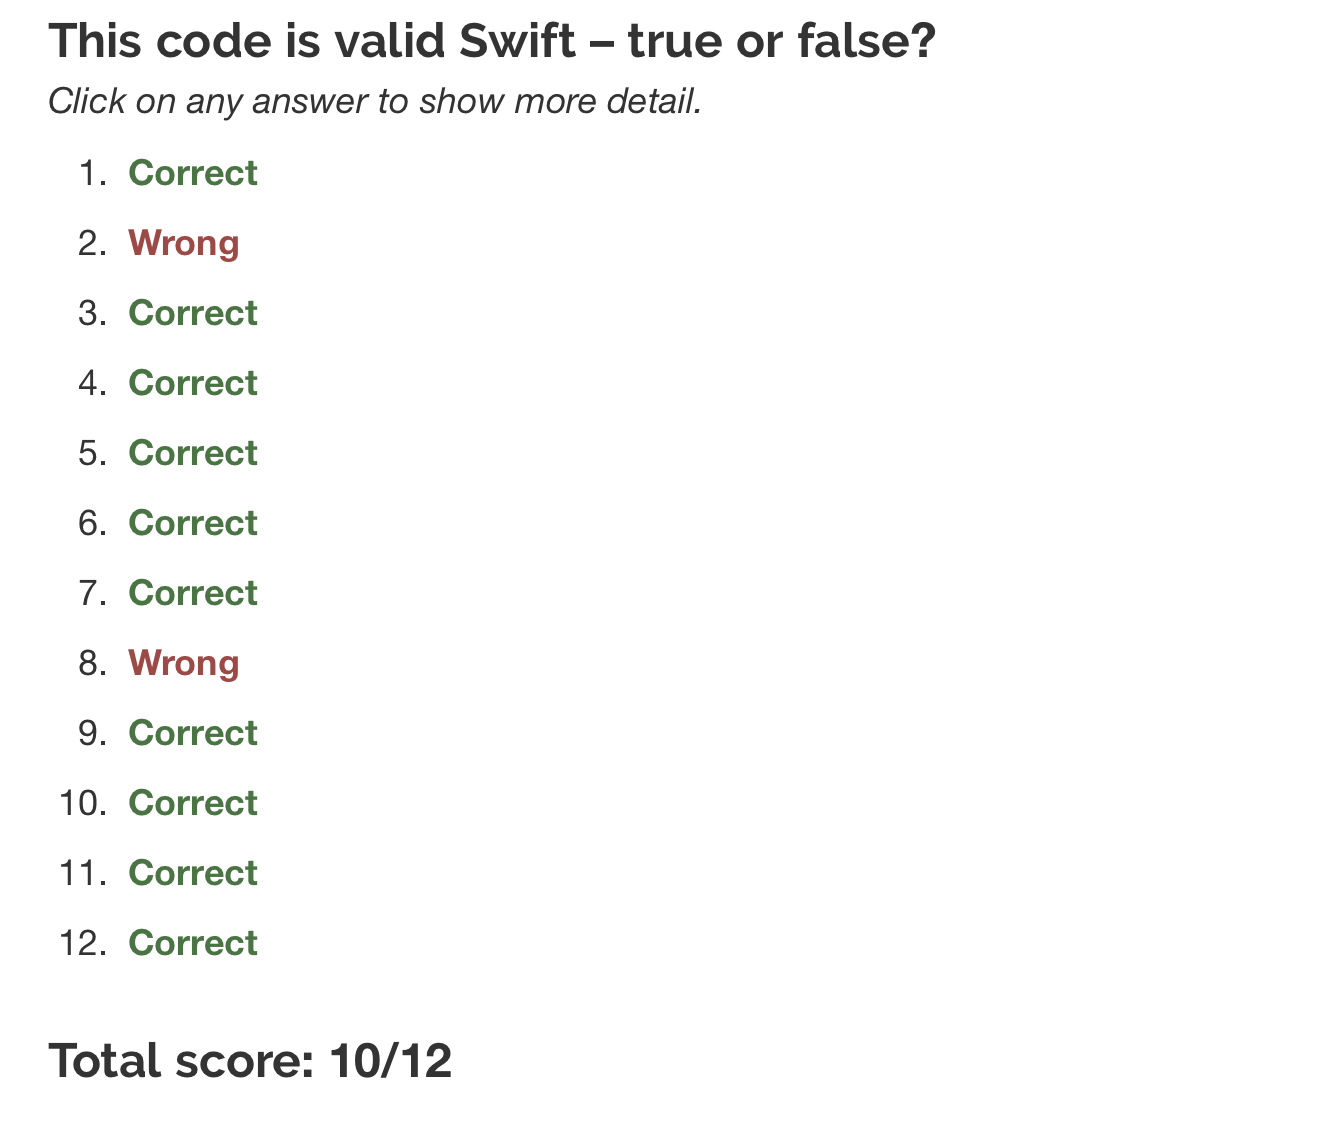 This code is valid Swift – true or false?
Click on any answer to show more detail.
1. Correct
2. Wrong
3. Correct
4. Correct
5. Correct
6. Correct
7. Correct
8. Wrong
9. Correct
10. Correct
11. Correct
12. Correct
Total score: 10/12